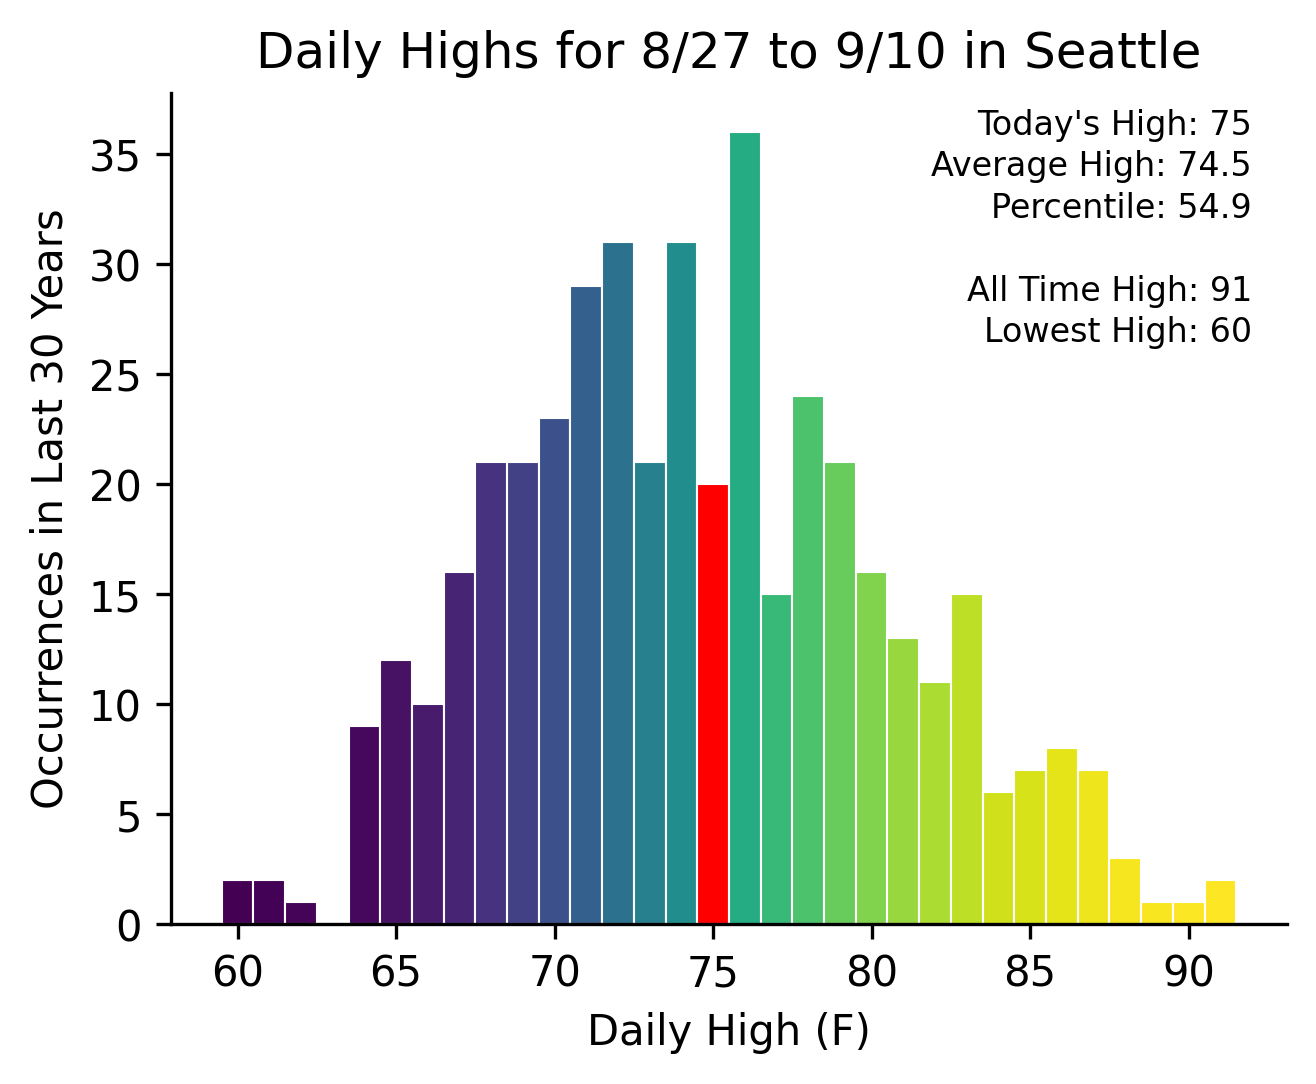 Daily Highs for 8/27 to 9/10 in Seattle
Today's High: 75
Average High: 74.5
Percentile: 54.9
All Time High: 91
Lowest High: 60
Occurrences in Last 30 Years
35
30
25
20
15
10
5
0
60 65 70 75 80 85 90
Daily High (F)